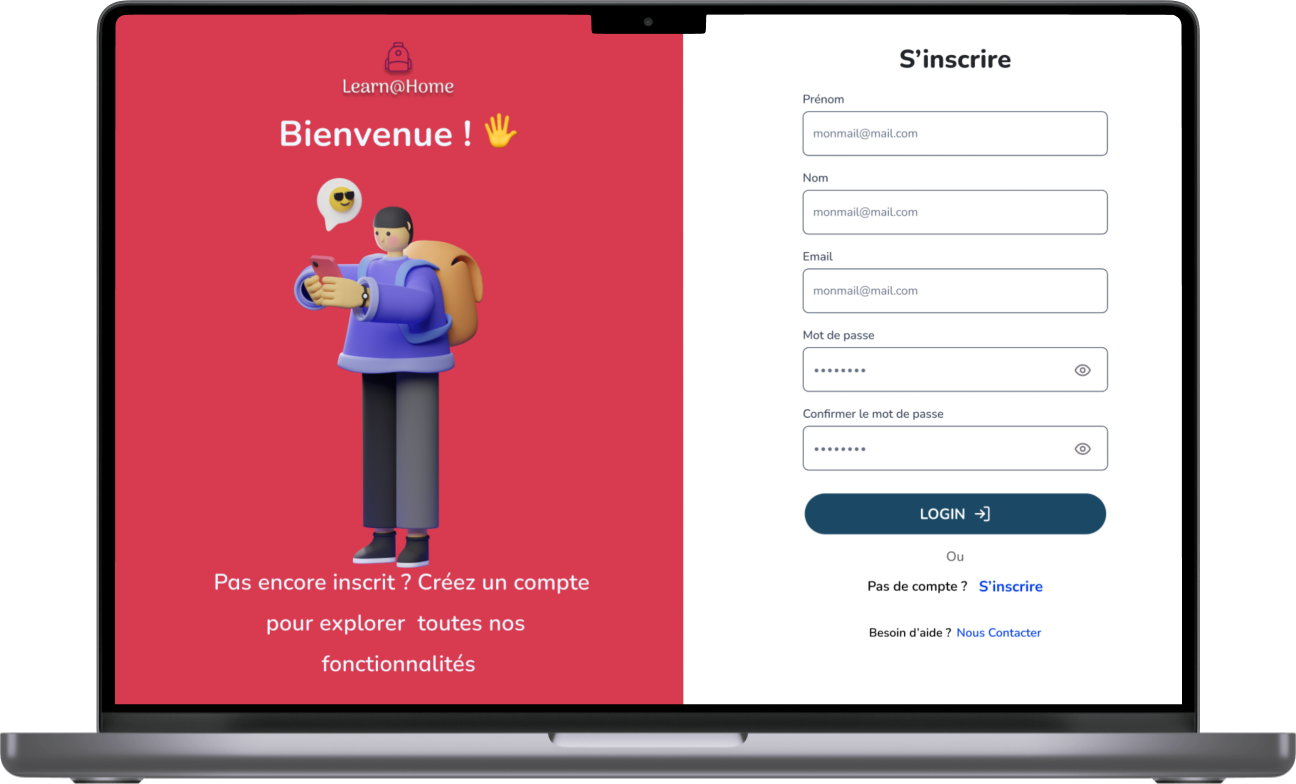 Learn@Home
Bienvenue ! 🖐
Pas encore inscrit ? Créez un compte
pour explorer  toutes nos
fonctionnalités
S’inscrire
Prénom
monmail@mail.com
Nom
monmail@mail.com
Email
monmail@mail.com
Mot de passe
••••••••
Confirmer le mot de passe
••••••••
LOGIN
Ou
Pas de compte ? S’inscrire
Besoin d’aide ? Nous Contacter